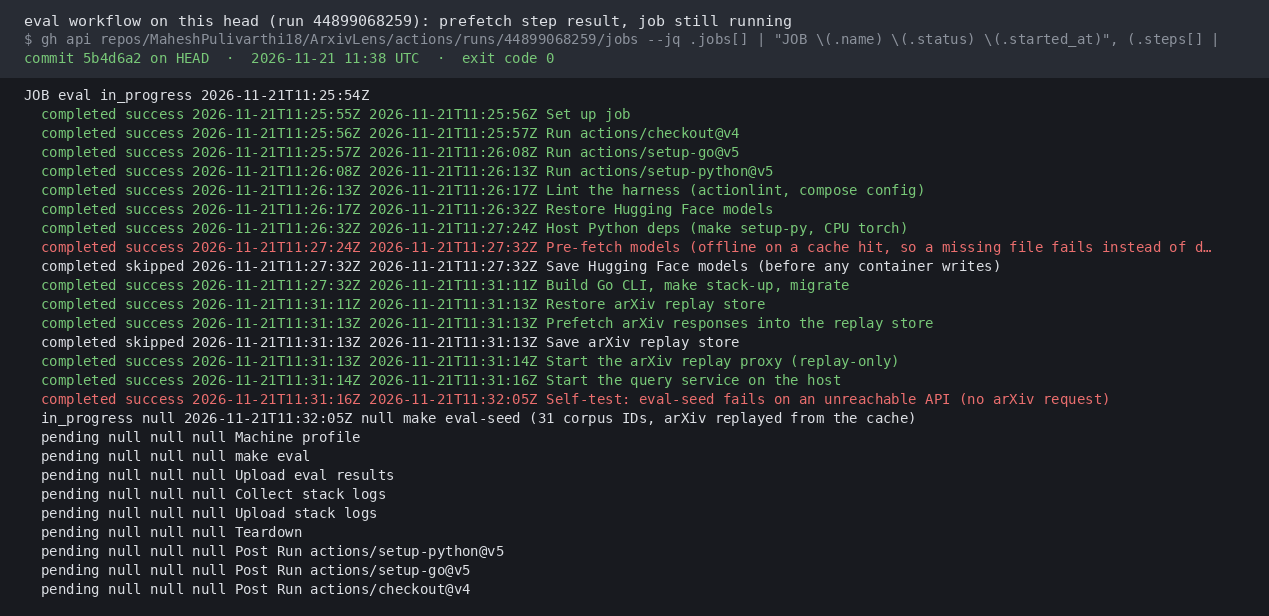 eval workflow on this head (run 44899068259): prefetch step result, job still running
$ gh api repos/MaheshPulivarthi18/ArxivLens/actions/runs/44899068259/jobs --jq .jobs[] | "JOB \(.name) \(.status) \(.started_at)", (.steps[] |
commit 5b4d6a2 on HEAD · 2026-11-21 11:38 UTC · exit code 0
JOB eval in_progress 2026-11-21T11:25:54Z
completed success 2026-11-21T11:25:55Z 2026-11-21T11:25:56Z Set up job
completed success 2026-11-21T11:25:56Z 2026-11-21T11:25:57Z Run actions/checkout@v4
completed success 2026-11-21T11:25:57Z 2026-11-21T11:26:08Z Run actions/setup-go@v5
completed success 2026-11-21T11:26:08Z 2026-11-21T11:26:13Z Run actions/setup-python@v5
completed success 2026-11-21T11:26:13Z 2026-11-21T11:26:17Z Lint the harness (actionlint, compose config)
completed success 2026-11-21T11:26:17Z 2026-11-21T11:26:32Z Restore Hugging Face models
completed success 2026-11-21T11:26:32Z 2026-11-21T11:27:24Z Host Python deps (make setup-py, CPU torch)
completed success 2026-11-21T11:27:24Z 2026-11-21T11:27:32Z Pre-fetch models (offline on a cache hit, so a missing file fails instead of d…
completed skipped 2026-11-21T11:27:32Z 2026-11-21T11:27:32Z Save Hugging Face models (before any container writes)
completed success 2026-11-21T11:27:32Z 2026-11-21T11:31:11Z Build Go CLI, make stack-up, migrate
completed success 2026-11-21T11:31:11Z 2026-11-21T11:31:13Z Restore arXiv replay store
completed success 2026-11-21T11:31:13Z 2026-11-21T11:31:13Z Prefetch arXiv responses into the replay store
completed skipped 2026-11-21T11:31:13Z 2026-11-21T11:31:13Z Save arXiv replay store
completed success 2026-11-21T11:31:13Z 2026-11-21T11:31:14Z Start the arXiv replay proxy (replay-only)
completed success 2026-11-21T11:31:14Z 2026-11-21T11:31:16Z Start the query service on the host
completed success 2026-11-21T11:31:16Z 2026-11-21T11:32:05Z Self-test: eval-seed fails on an unreachable API (no arXiv request)
in_progress null 2026-11-21T11:32:05Z null make eval-seed (31 corpus IDs, arXiv replayed from the cache)
pending null null null Machine profile
pending null null null make eval
pending null null null Upload eval results
pending null null null Collect stack logs
pending null null null Upload stack logs
pending null null null Teardown
pending null null null Post Run actions/setup-python@v5
pending null null null Post Run actions/setup-go@v5
pending null null null Post Run actions/checkout@v4